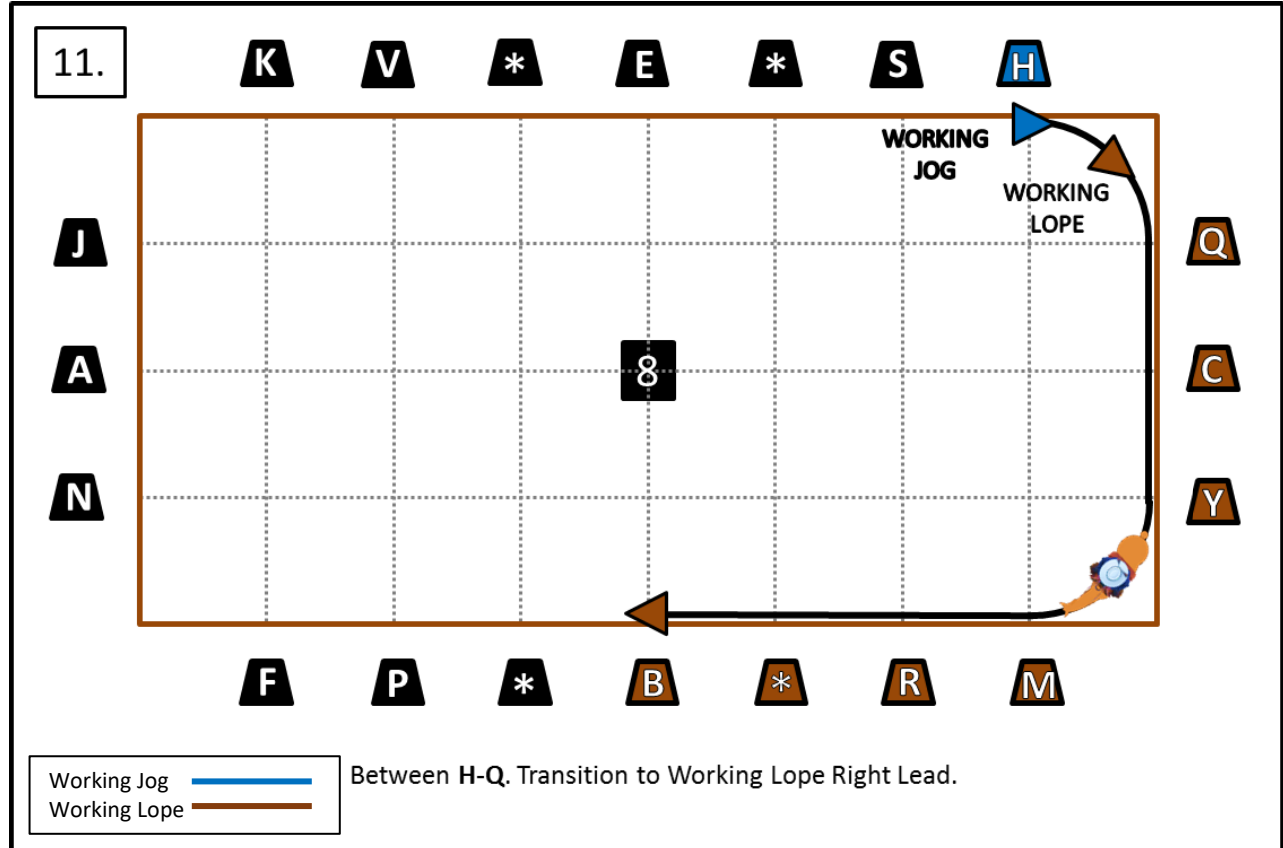 11.
K V * E * S H
WORKING
JOG
WORKING
LOPE
J Q
A 8 C
N Y
F P * B * R M
Working Jog
Working Lope
Between H-Q. Transition to Working Lope Right Lead.